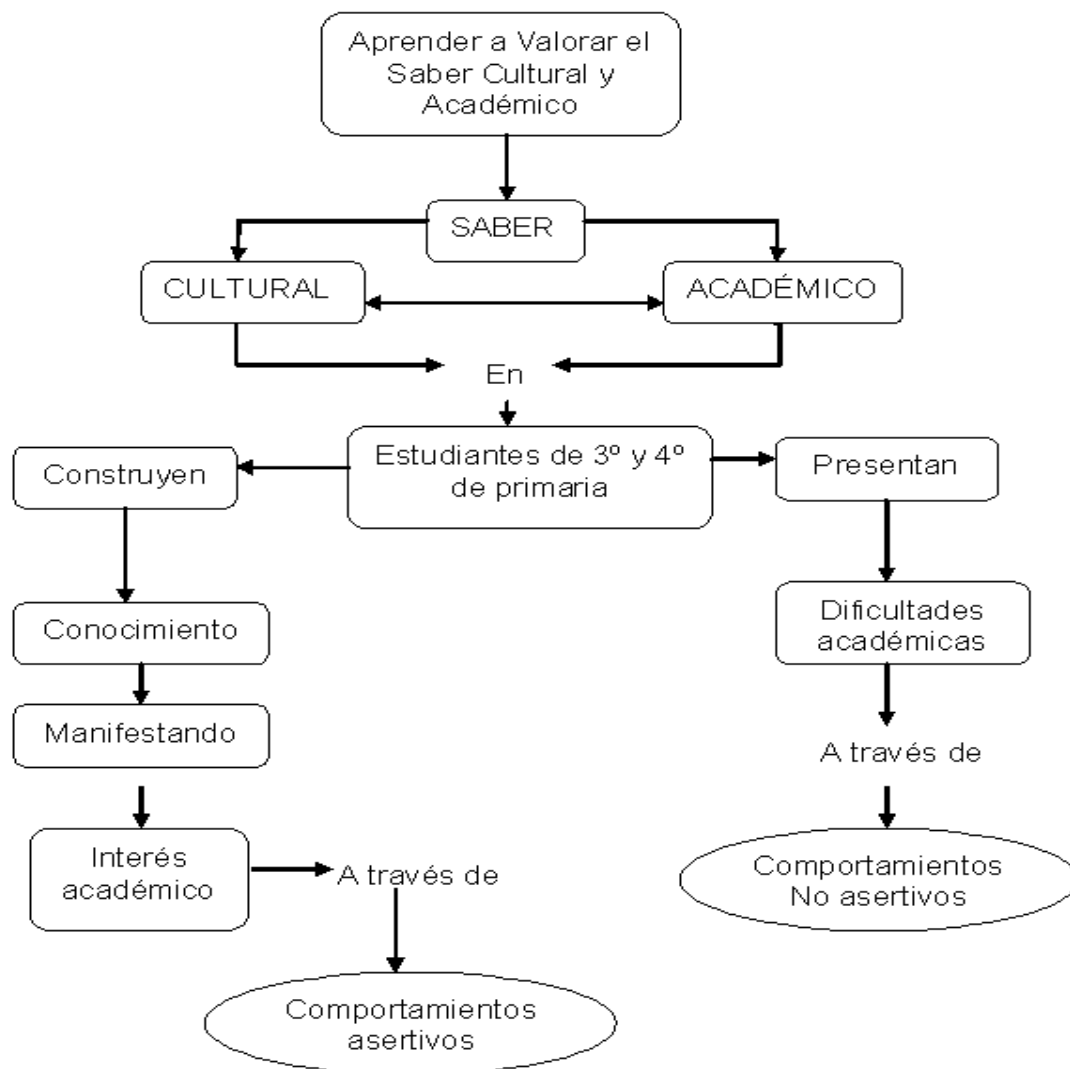 Aprender a Valorar el
Saber Cultural y
Académico
SABER
CULTURAL
ACADÉMICO
En
Estudiantes de 3º y 4º
de primaria
Construyen
Presentan
Conocimiento
Dificultades
académicas
Manifestando
A través de
Interés
académico
A través de
Comportamientos
No asertivos
Comportamientos
asertivos